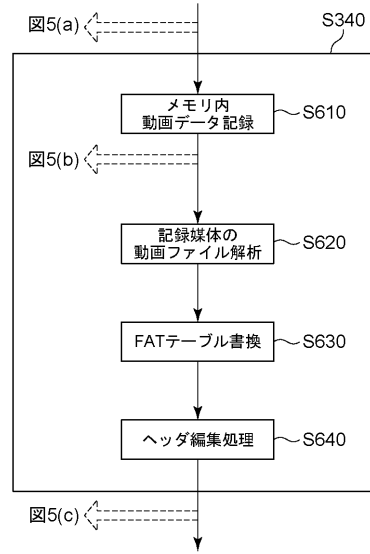 図5(a)
S340
メモリ内
動画データ記録
S610
図5(b)
記録媒体の
動画ファイル解析
S620
FATテーブル書換
S630
ヘッダ編集処理
S640
図5(c)